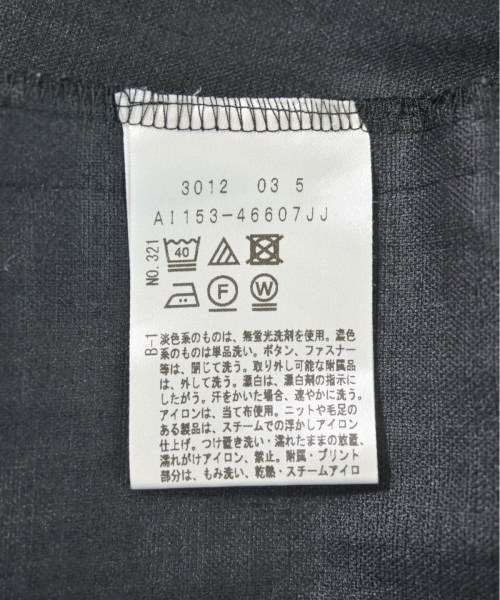 3012 03 5
AI153-46607JJ
NO.321
40
F
W
B-1
淡色系のものは、無蛍光洗剤を使用。濃色
系のものは単品洗い。ボタン、ファスナー
等は、閉じて洗う。取り外し可能な附属品
は、外して洗う。漂白は、漂白剤の指示に
したがう。汗をかいた場合、速やかに洗う。
アイロンは、当て布使用。ニットや毛足の
ある製品は、スチームでの浮かしアイロン
仕上げ。つけ置き洗い・濡れたままの放置、
濡れがけアイロン、禁止。附属・プリント
部分は、もみ洗い、乾熱・スチームアイロ